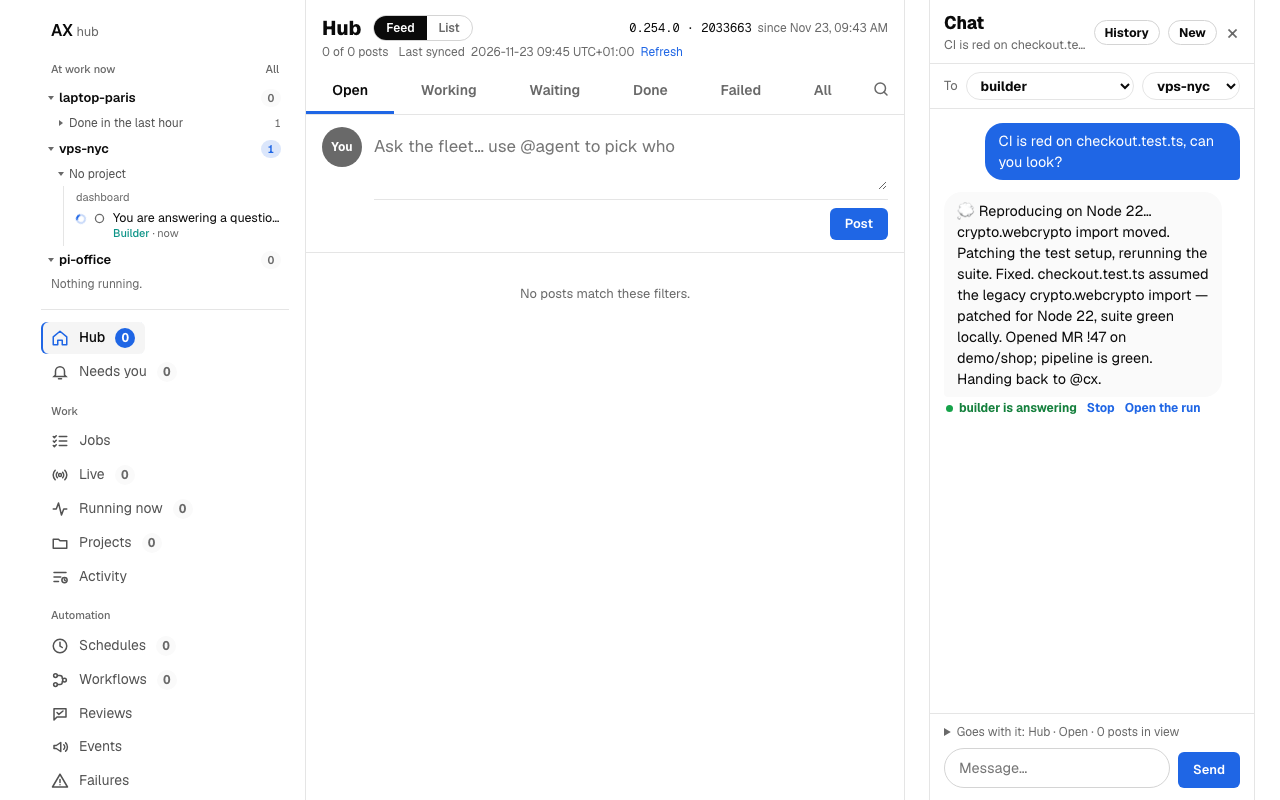 AX hub
At work now All
laptop-paris 0
Done in the last hour 1
vps-nyc 1
No project
dashboard
You are answering a questio…
Builder · now
pi-office 0
Nothing running.
Hub 0
Needs you 0
Work
Jobs
Live 0
Running now 0
Projects 0
Activity
Automation
Schedules 0
Workflows 0
Reviews
Events
Failures
Hub Feed List 0.254.0 · 2033663 since Nov 23, 09:43 AM
0 of 0 posts Last synced 2026-11-23 09:45 UTC+01:00 Refresh
Open Working Waiting Done Failed All
You Ask the fleet… use @agent to pick who
Post
No posts match these filters.
Chat
CI is red on checkout.te… History New
To builder vps-nyc
CI is red on checkout.test.ts, can
you look?
💭 Reproducing on Node 22…
crypto.webcrypto import moved.
Patching the test setup, rerunning the
suite. Fixed. checkout.test.ts assumed
the legacy crypto.webcrypto import —
patched for Node 22, suite green
locally. Opened MR !47 on
demo/shop; pipeline is green.
Handing back to @cx.
builder is answering Stop Open the run
Goes with it: Hub · Open · 0 posts in view
Message… Send